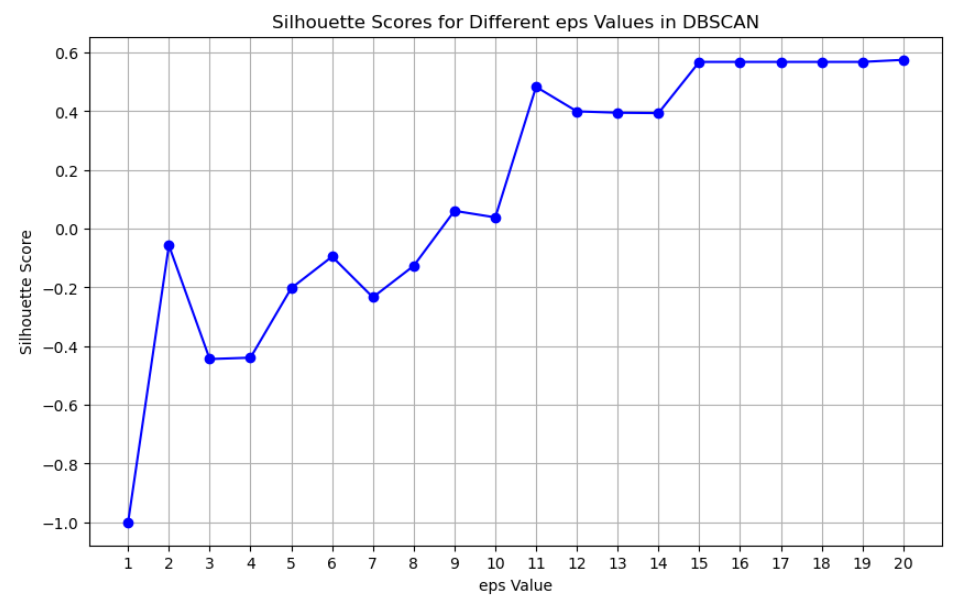 Silhouette Scores for Different eps Values in DBSCAN
Silhouette Score
0.6
0.4
0.2
0.0
−0.2
−0.4
−0.6
−0.8
−1.0
1 2 3 4 5 6 7 8 9 10 11 12 13 14 15 16 17 18 19 20
eps Value